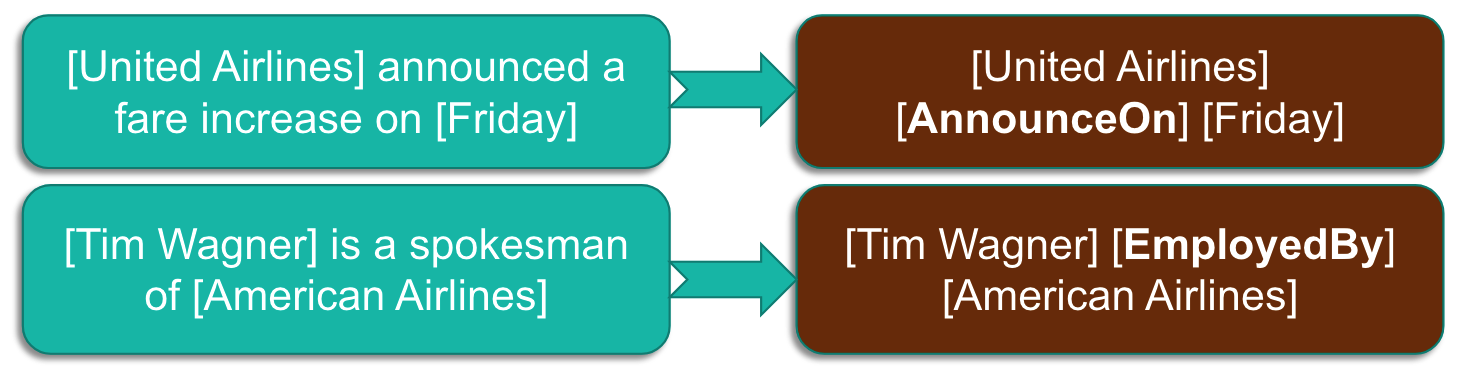 [United Airlines] announced a
fare increase on [Friday]
[United Airlines]
[AnnounceOn] [Friday]
[Tim Wagner] is a spokesman
of [American Airlines]
[Tim Wagner] [EmployedBy]
[American Airlines]